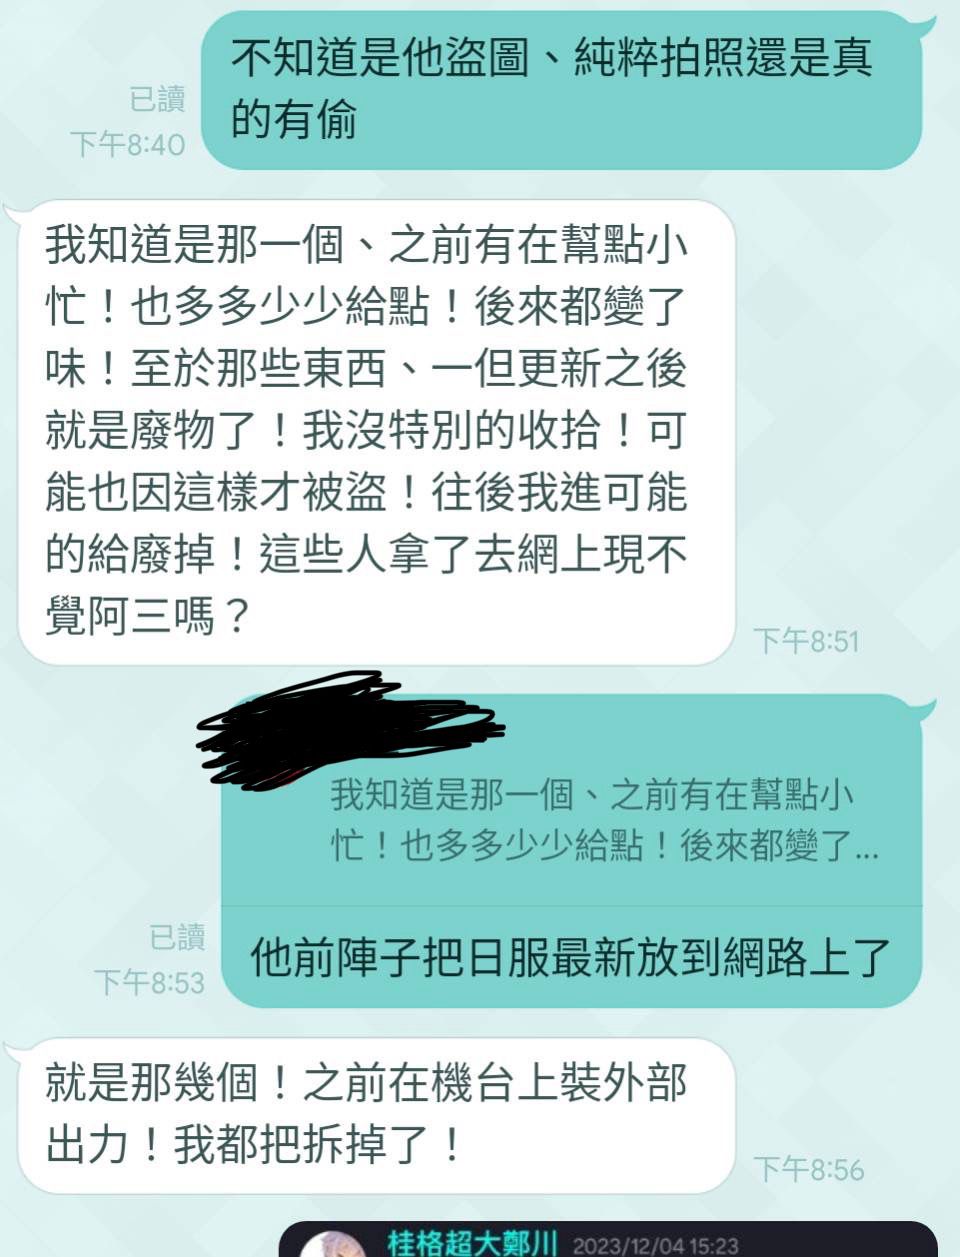 不知道是他盜圖、純粹拍照還是真
的有偷
已讀
下午8:40
我知道是那一個、之前有在幫點小
忙！也多多少少給點！後來都變了
味！至於那些東西、一但更新之後
就是廢物了！我沒特別的收拾！可
能也因這樣才被盜！往後我進可能
的給廢掉！這些人拿了去網上現不
覺阿三嗎？
下午8:51
我知道是那一個、之前有在幫點小
忙！也多多少少給點！後來都變了...
他前陣子把日服最新放到網路上了
已讀
下午8:53
就是那幾個！之前在機台上裝外部
出力！我都把拆掉了！
下午8:56
桂格超大鄭川 2023/12/04 15:23